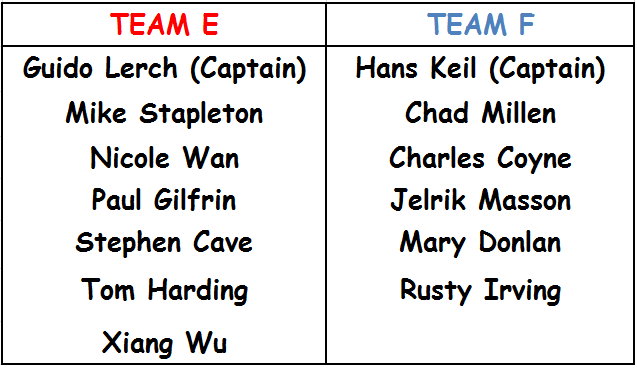 TEAM E TEAM F
Guido Lerch (Captain) Hans Keil (Captain)
Mike Stapleton Chad Millen
Nicole Wan Charles Coyne
Paul Gilfrin Jelrik Masson
Stephen Cave Mary Donlan
Tom Harding Rusty Irving
Xiang Wu